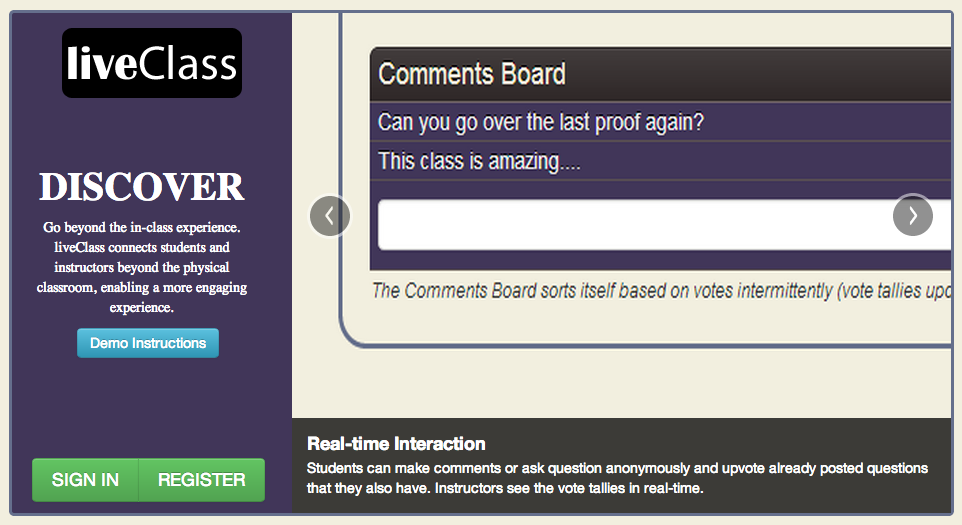 liveClass
DISCOVER
Go beyond the in-class experience.
liveClass connects students and
instructors beyond the physical
classroom, enabling a more engaging
experience.
Demo Instructions
SIGN IN
REGISTER
Comments Board
Can you go over the last proof again?
This class is amazing....
The Comments Board sorts itself based on votes intermittently (vote tallies
Real-time Interaction
Students can make comments or ask question anonymously and upvote already posted questions
that they also have. Instructors see the vote tallies in real-time.